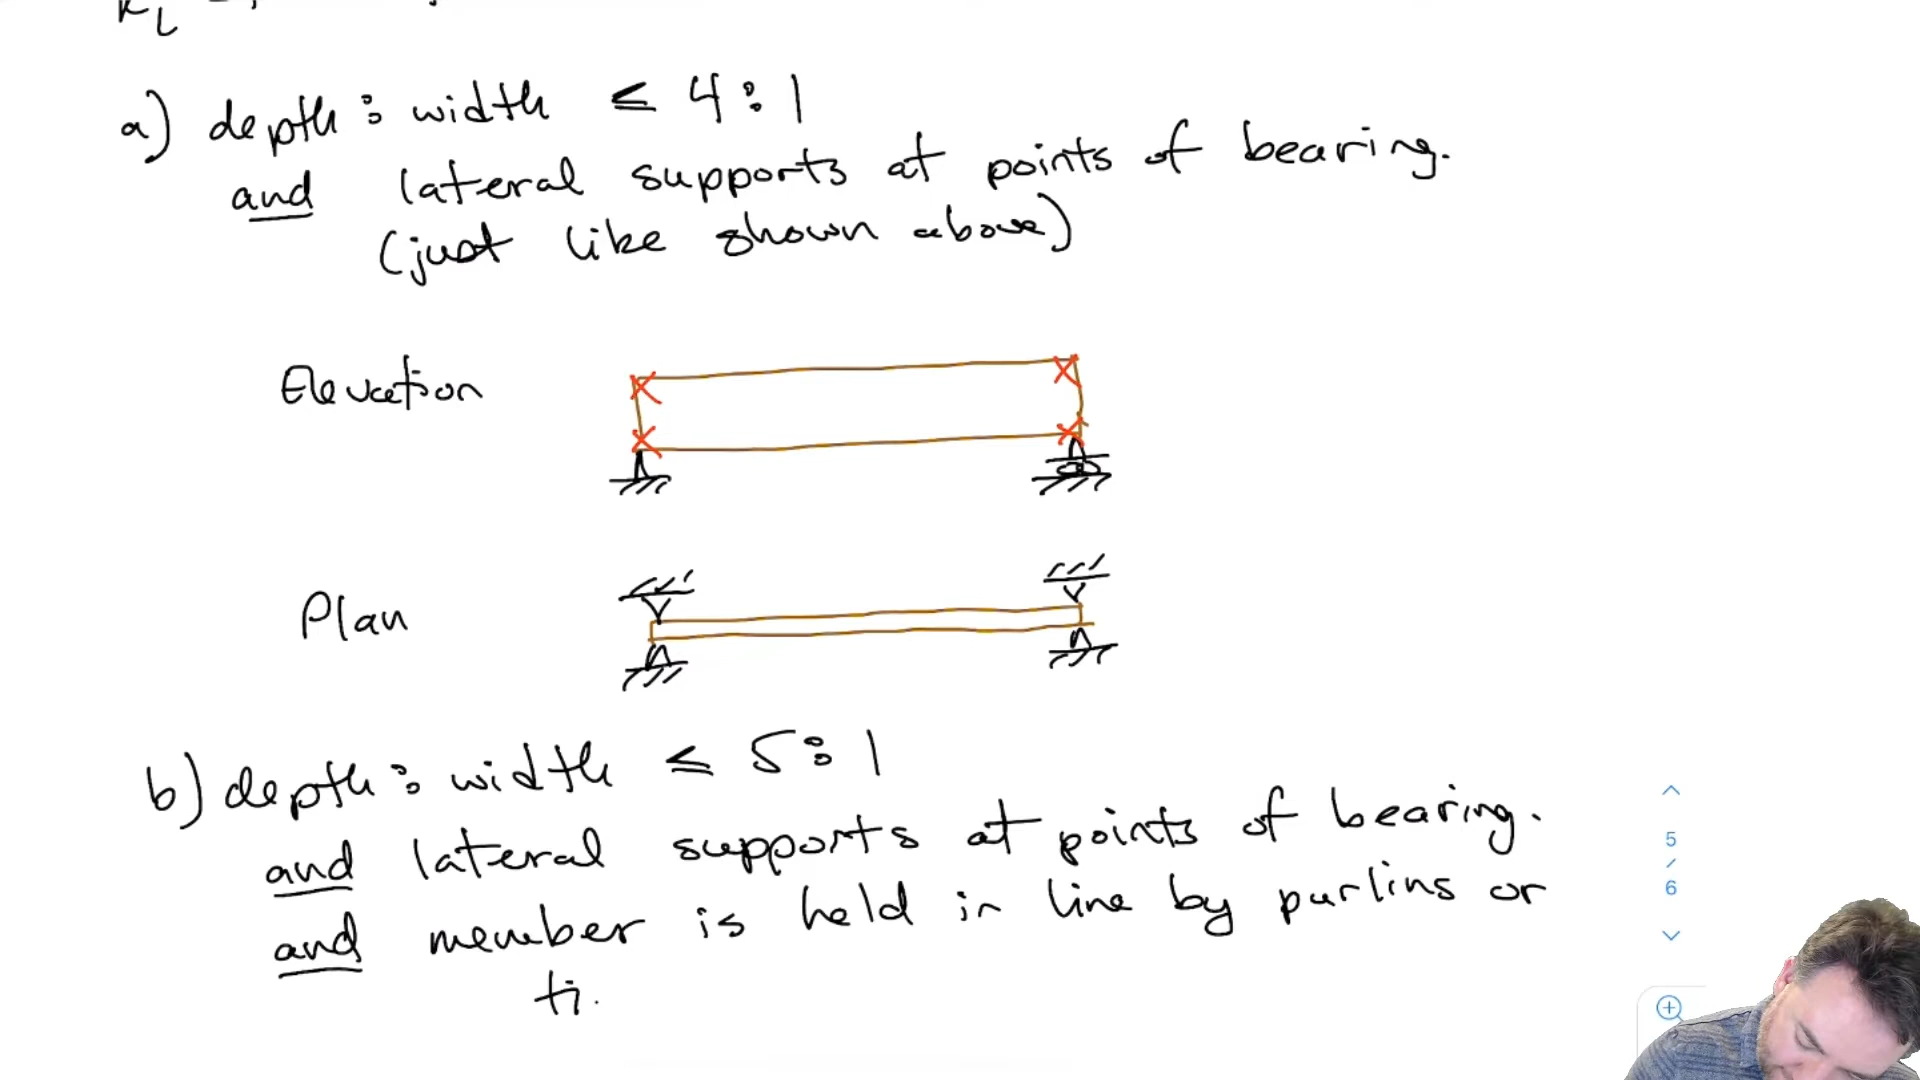 K_L
a) depth : width ≤ 4 : 1
and lateral supports at points of bearing.
(just like shown above)
Elevation
Plan
b) depth : width ≤ 5 : 1
and lateral supports at points of bearing.
and member is held in line by purlins or
ti
5
/
6